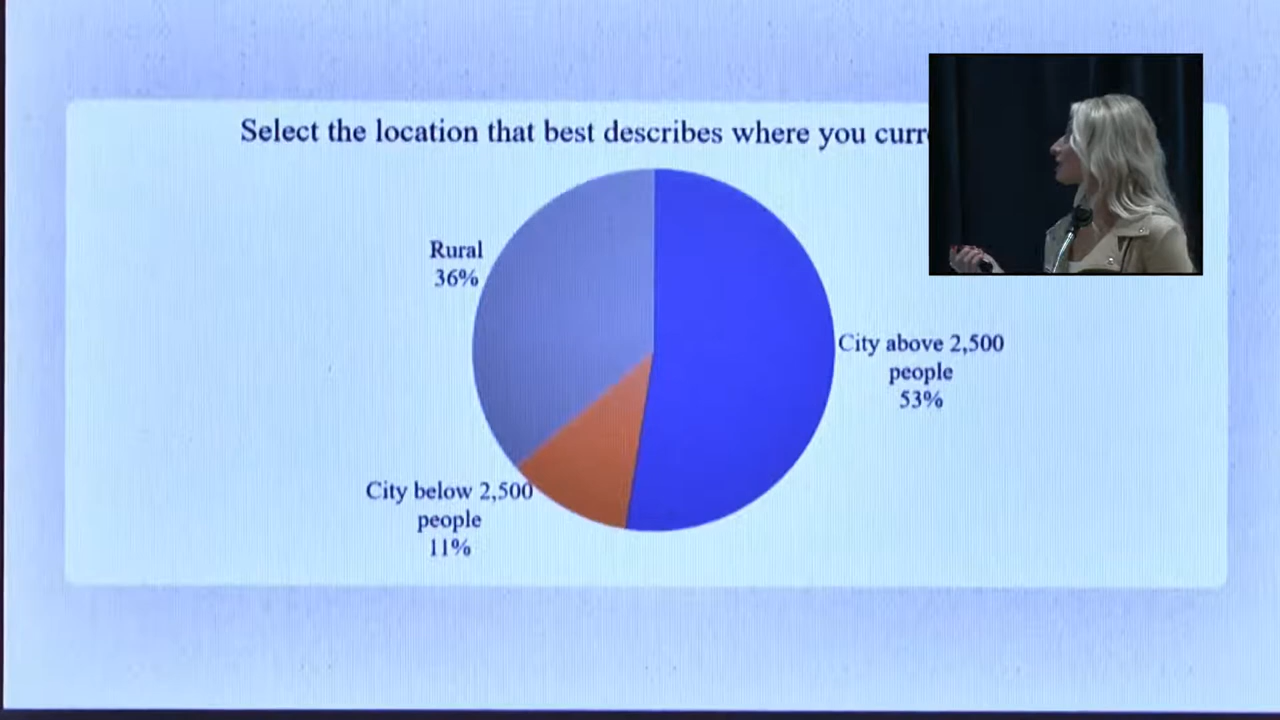 Select the location that best describes where you
Rural
36%
City above 2,500
people
53%
City below 2,500
people
11%